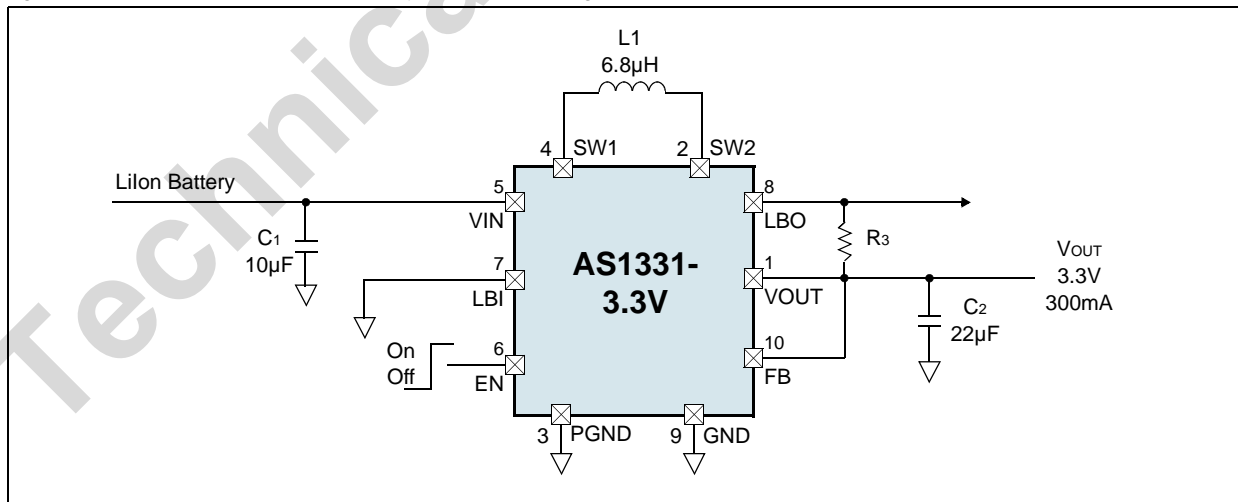 Technica
L1
6.8µH
4 SW1
2 SW2
LiIon Battery
5
VIN
8
LBO
C1
10µF
R3
7
LBI
AS1331-
3.3V
1
VOUT
VOUT
3.3V
300mA
C2
22µF
On
Off
6
EN
10
FB
3 PGND
9 GND